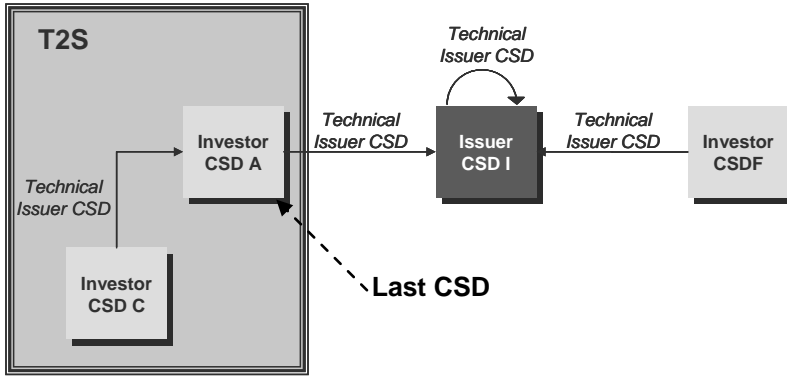 T2S
Technical
Issuer CSD
Investor
CSD A
Technical
Issuer CSD
Issuer
CSD I
Technical
Issuer CSD
Investor
CSDF
Technical
Issuer CSD
Investor
CSD C
Last CSD